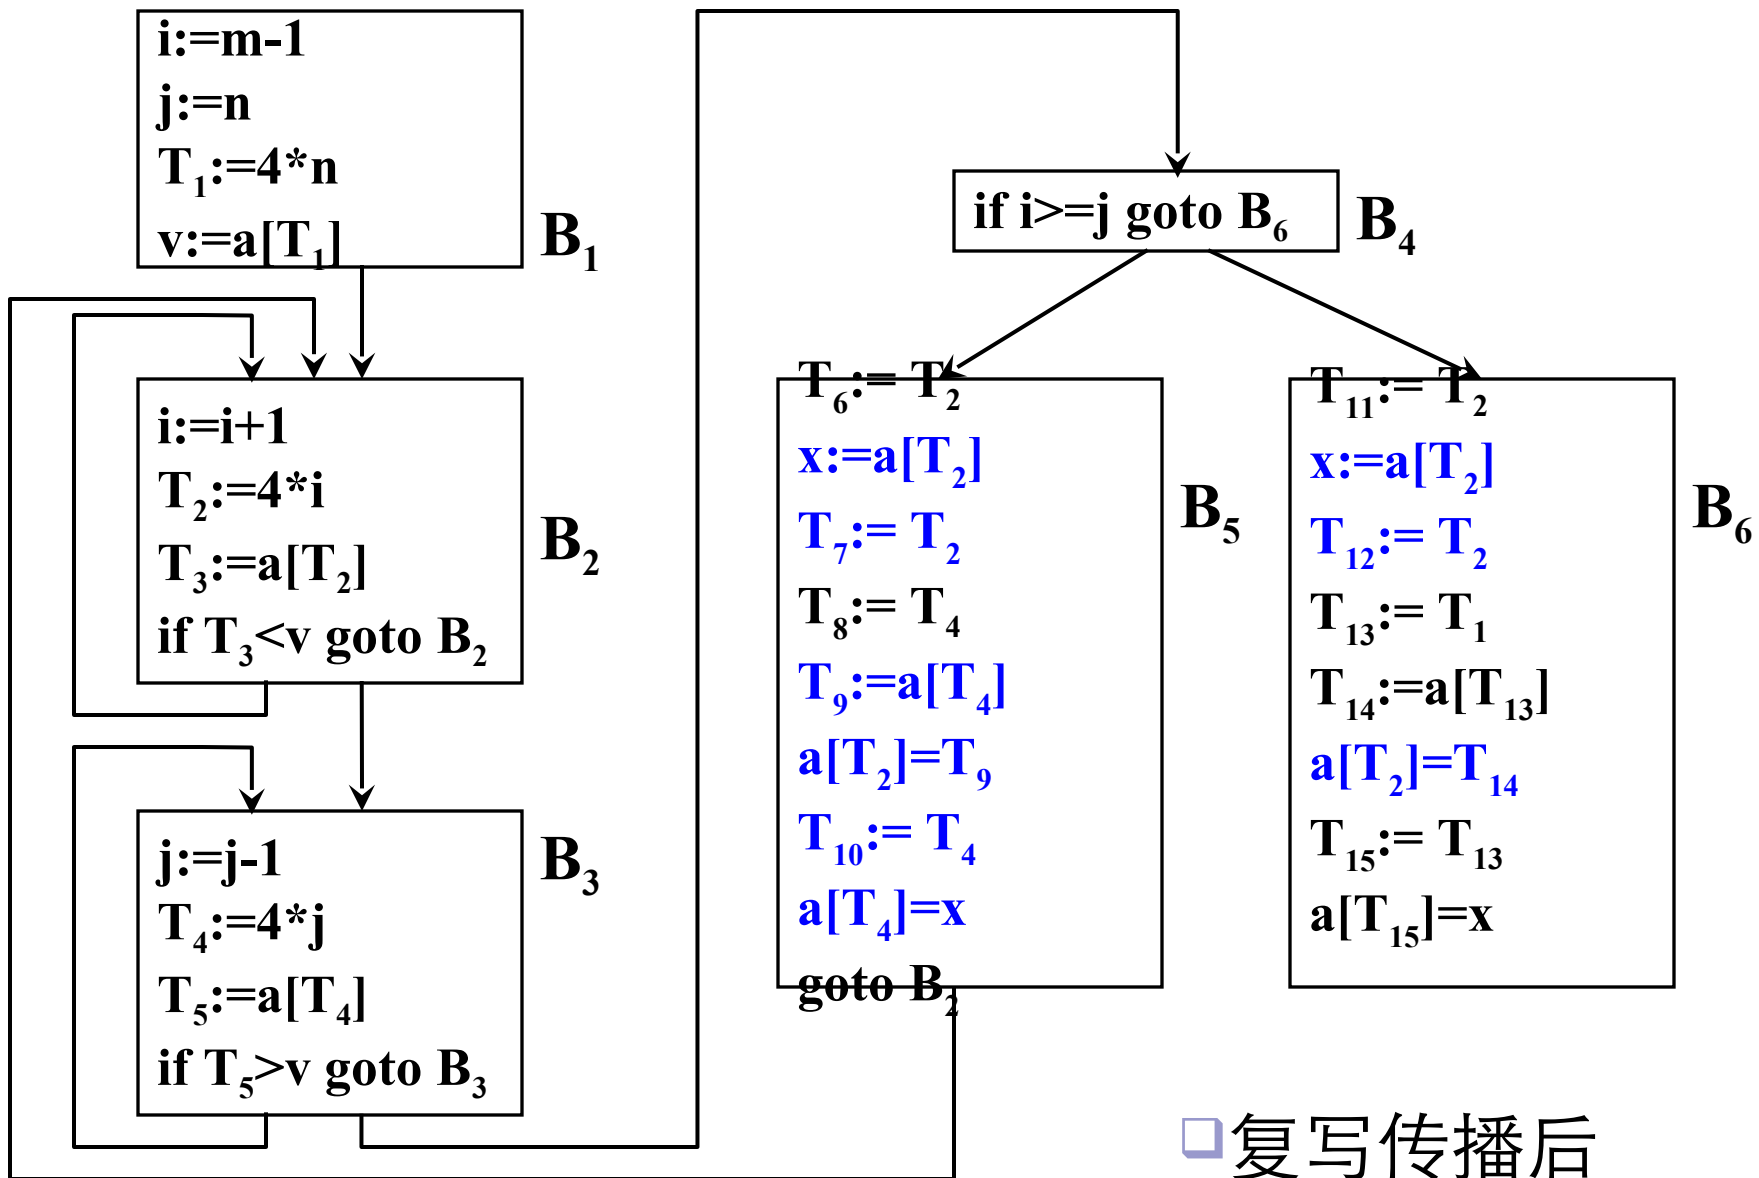 i:=m-1
j:=n
T₁:=4*n
v:=a[T₁]
B₁
i:=i+1
T₂:=4*i
T₃:=a[T₂]
if T₃<v goto B₂
B₂
j:=j-1
T₄:=4*j
T₅:=a[T₄]
if T₅>v goto B₃
B₃
if i>=j goto B₆
B₄
T₆:= T₂
x:=a[T₂]
T₇:= T₂
T₈:= T₄
T₉:=a[T₄]
a[T₂]=T₉
T₁₀:= T₄
a[T₄]=x
goto B₂
B₅
T₁₁:= T₂
x:=a[T₂]
T₁₂:= T₂
T₁₃:= T₁
T₁₄:=a[T₁₃]
a[T₂]=T₁₄
T₁₅:= T₁₃
a[T₁₅]=x
B₆
复写传播后